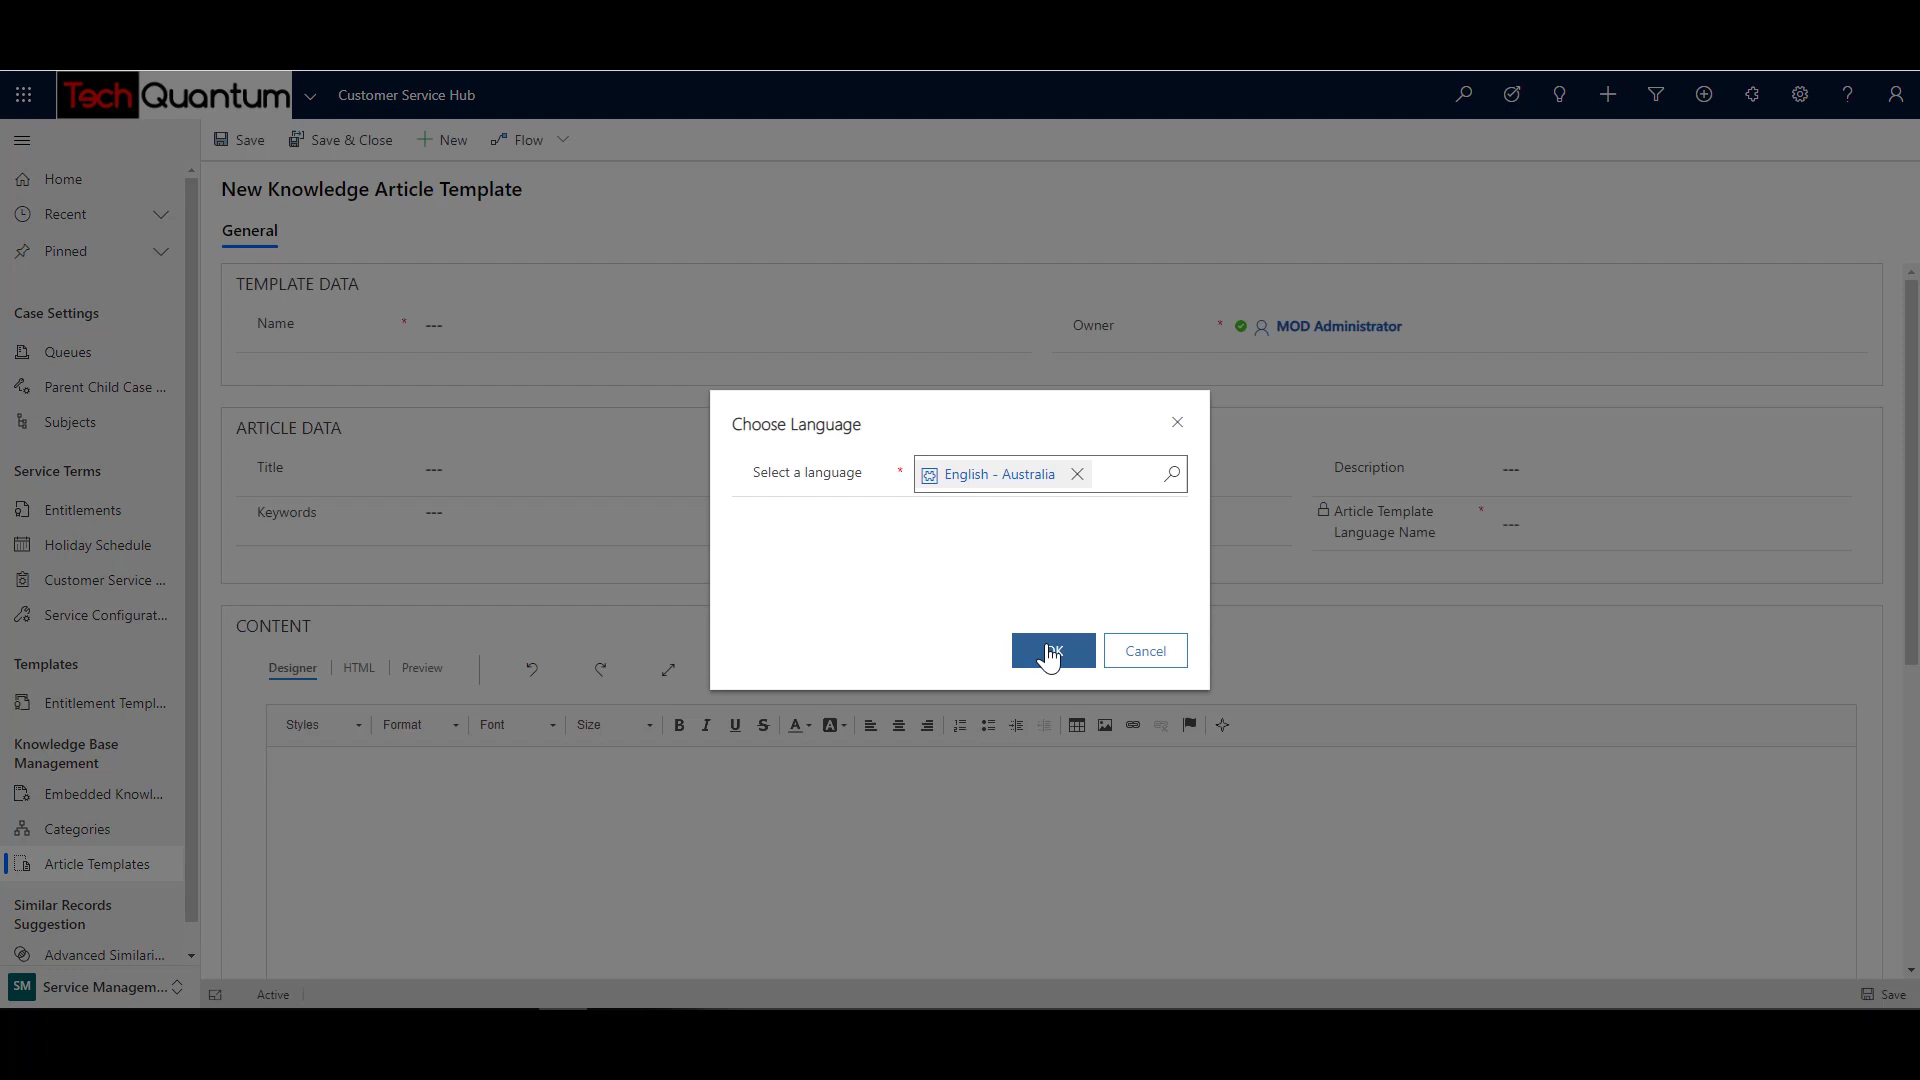 Tech Quantum
Customer Service Hub
Save
Save & Close
New
Flow
Home
Recent
Pinned
Case Settings
Queues
Parent Child Case ...
Subjects
Service Terms
Entitlements
Holiday Schedule
Customer Service ...
Service Configurat...
Templates
Entitlement Templ...
Knowledge Base
Management
Embedded Knowl...
Categories
Article Templates
Similar Records
Suggestion
Advanced Similari...
SM Service Managem...
New Knowledge Article Template
General
TEMPLATE DATA
Name * ---
Owner * MOD Administrator
ARTICLE DATA
Title ---
Keywords ---
Description ---
Article Template
Language Name * ---
Choose Language
Select a language * English - Australia
OK
Cancel
CONTENT
Designer HTML Preview
Styles Format Font Size B I U S A A
Active
Save